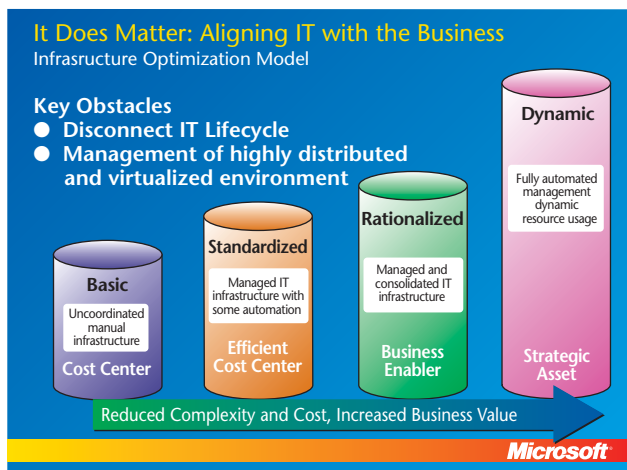 It Does Matter: Aligning IT with the Business
Infrasructure Optimization Model
Key Obstacles
● Disconnect IT Lifecycle
● Management of highly distributed
and virtualized environment
Basic
Uncoordinated
manual
infrastructure
Cost Center
Standardized
Managed IT
infrastructure with
some automation
Efficient
Cost Center
Rationalized
Managed and
consolidated IT
infrastructure
Business
Enabler
Dynamic
Fully automated
management
dynamic
resource usage
Strategic
Asset
Reduced Complexity and Cost, Increased Business Value
Microsoft